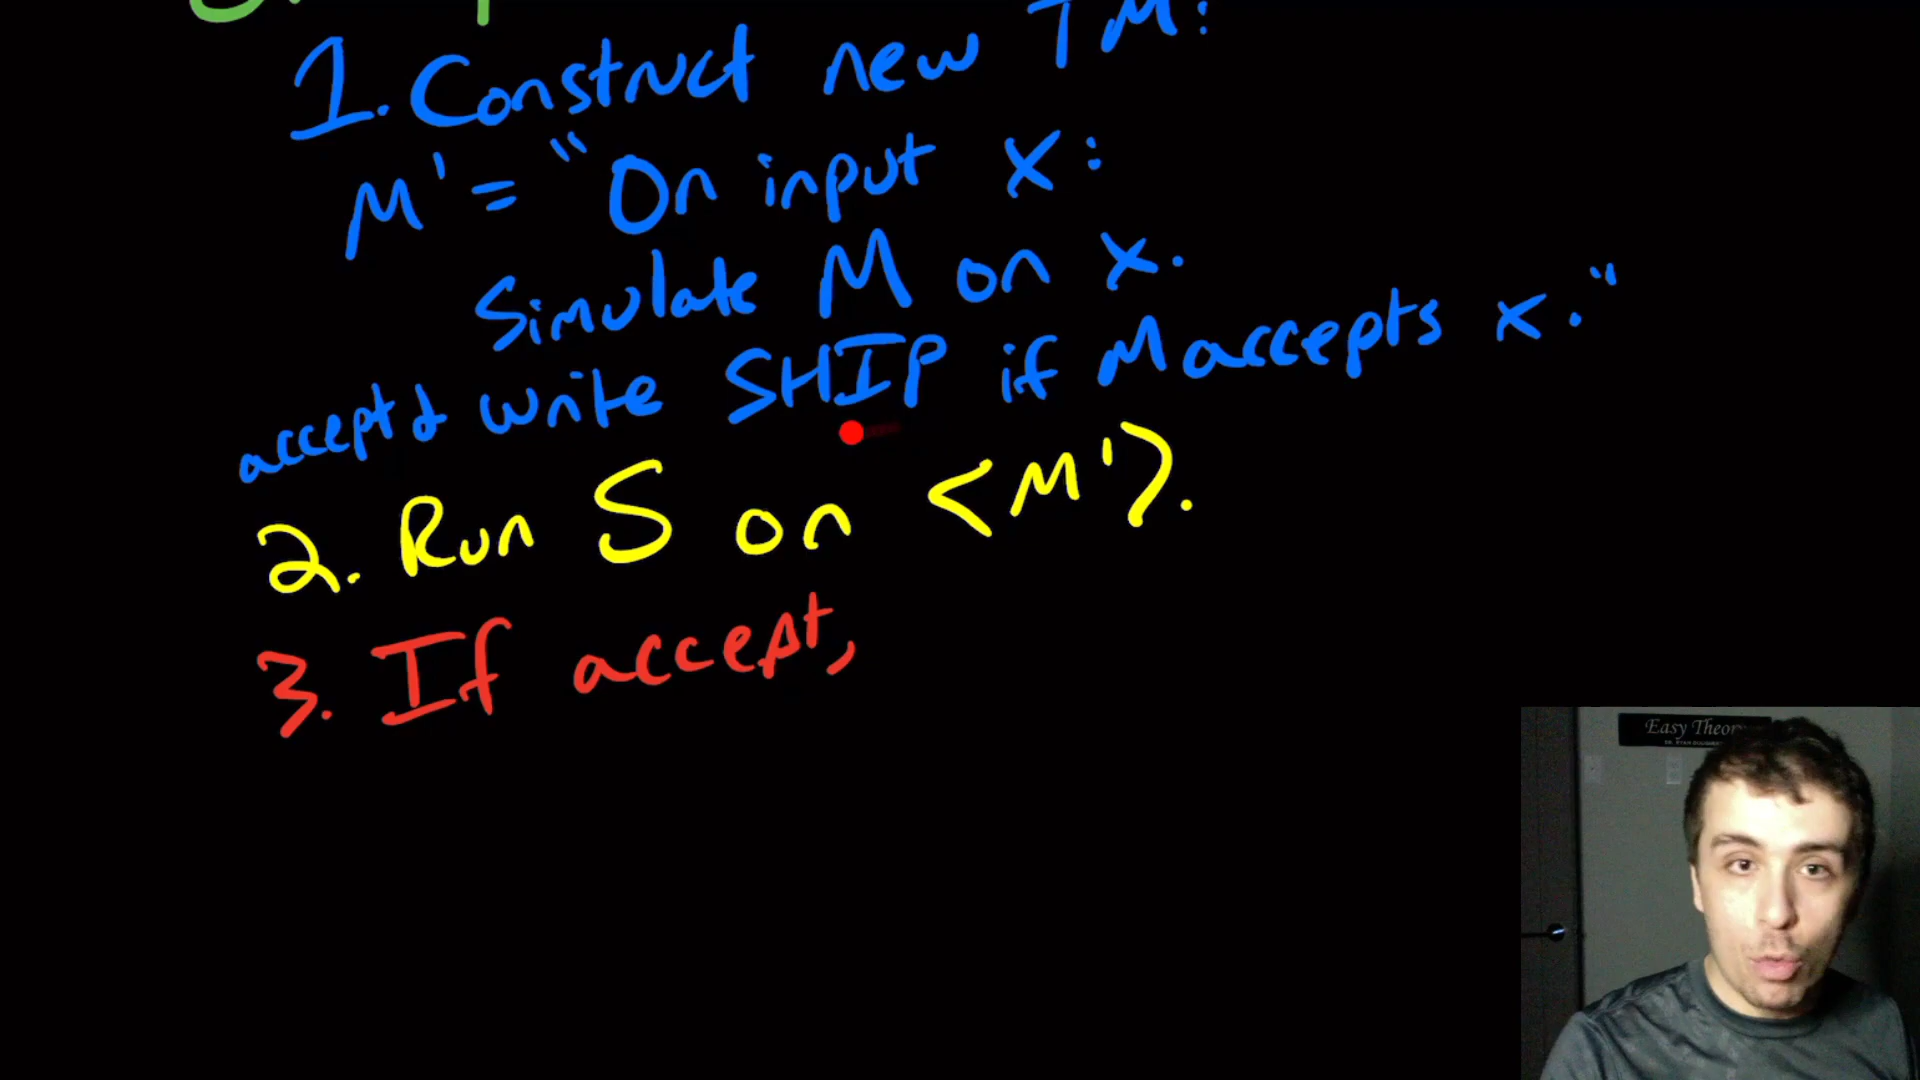 1. Construct new TM:
M' = "On input x:
Simulate M on x.
accept & write SHIP if M accepts x."
2. Run S on <M'>.
3. If accept,
Easy Theory